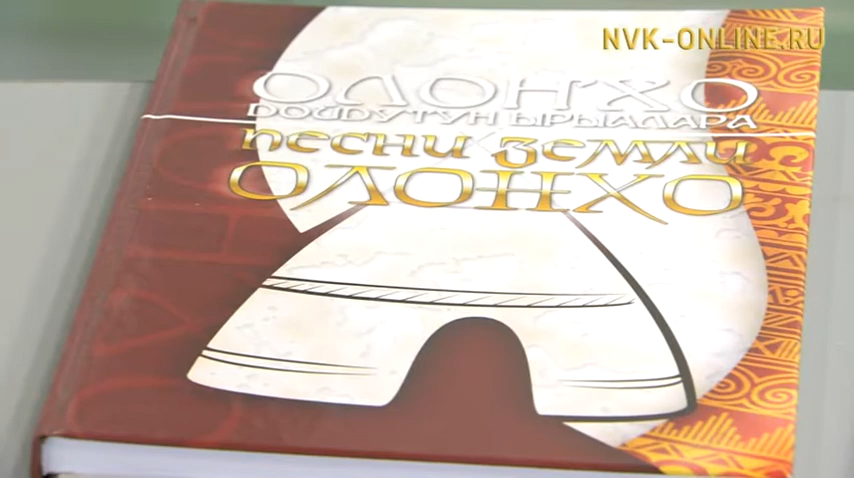 NVK-ONLINE.RU
ОЛОҤХО
ДОЙДУТУН ЫРЫАЛАРА
ПЕСНИ ЗЕМЛИ
ОЛОНХО